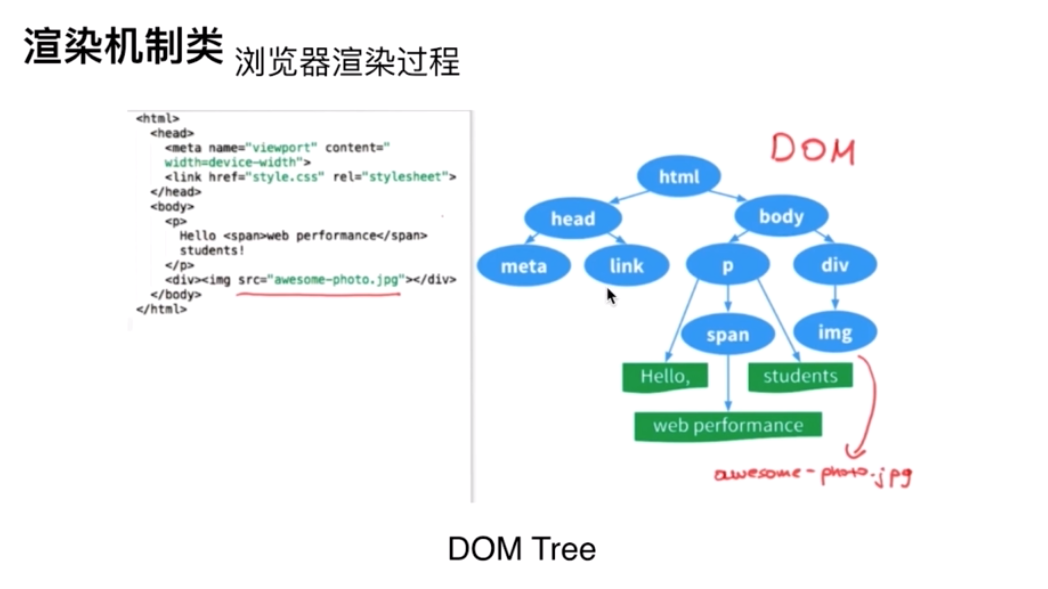 渲染机制类 浏览器渲染过程
<html>
<head>
<meta name="viewport" content="
width=device-width">
<link href="style.css" rel="stylesheet">
</head>
<body>
<p>
Hello <span>web performance</span>
students!
</p>
<div><img src="awesome-photo.jpg"></div>
</body>
</html>
DOM
html
head
body
meta
link
p
div
span
img
Hello,
students
web performance
awesome-photo.jpg
DOM Tree